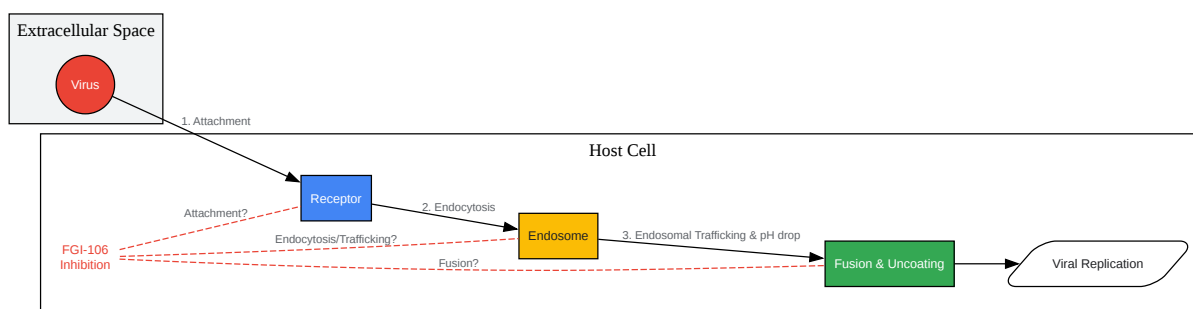 Extracellular Space
Virus
1. Attachment
Host Cell
Receptor
Attachment?
2. Endocytosis
Endosome
Endocytosis/Trafficking?
3. Endosomal Trafficking & pH drop
FGI-106
Inhibition
Fusion?
Fusion & Uncoating
Viral Replication